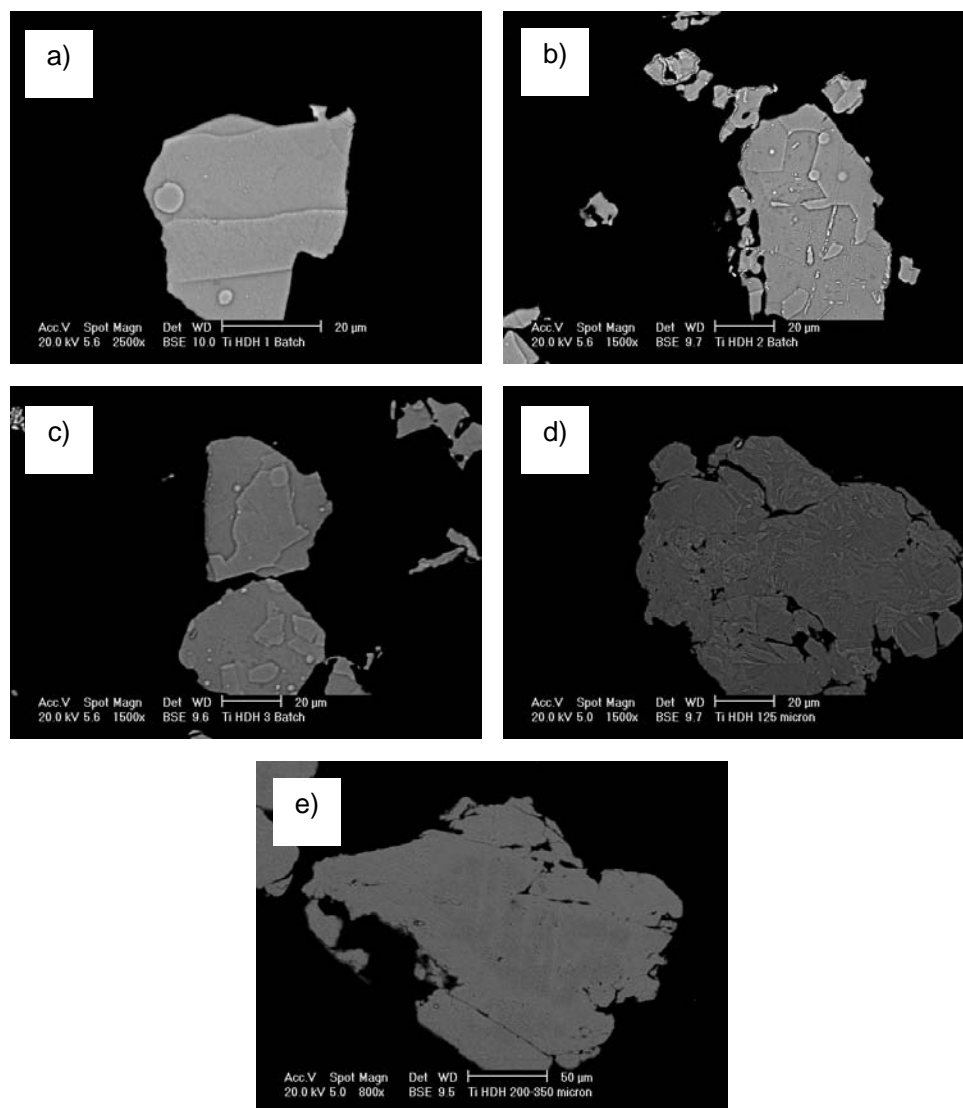 a)
Acc.V Spot Magn Det WD 20 µm
20.0 kV 5.6 2500x BSE 10.0 Ti HDH 1 Batch
b)
Acc.V Spot Magn Det WD 20 µm
20.0 kV 5.6 1500x BSE 9.7 Ti HDH 2 Batch
c)
Acc.V Spot Magn Det WD 20 µm
20.0 kV 5.6 1500x BSE 9.6 Ti HDH 3 Batch
d)
Acc.V Spot Magn Det WD 20 µm
20.0 kV 5.0 1500x BSE 9.7 Ti HDH 125 micron
e)
Acc.V Spot Magn Det WD 50 µm
20.0 kV 5.0 800x BSE 9.5 Ti HDH 200-350 micron